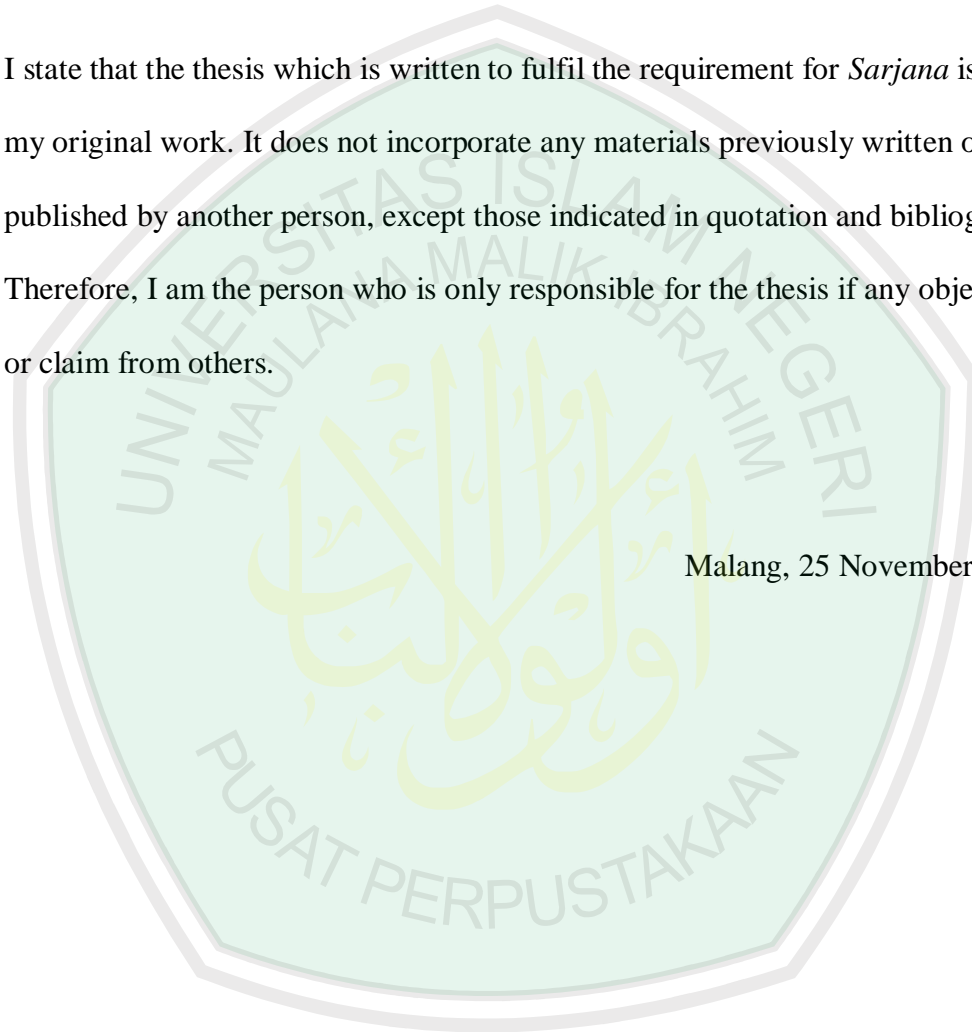 I state that the thesis which is written to fulfil the requirement for Sarjana is
my original work. It does not incorporate any materials previously written
published by another person, except those indicated in quotation and
Therefore, I am the person who is only responsible for the thesis if any
or claim from others.
UNIVERSITAS ISLAM NEGERI
MAULANA MALIK IBRAHIM
Malang, 25 November
PUSAT PERPUSTAKAAN